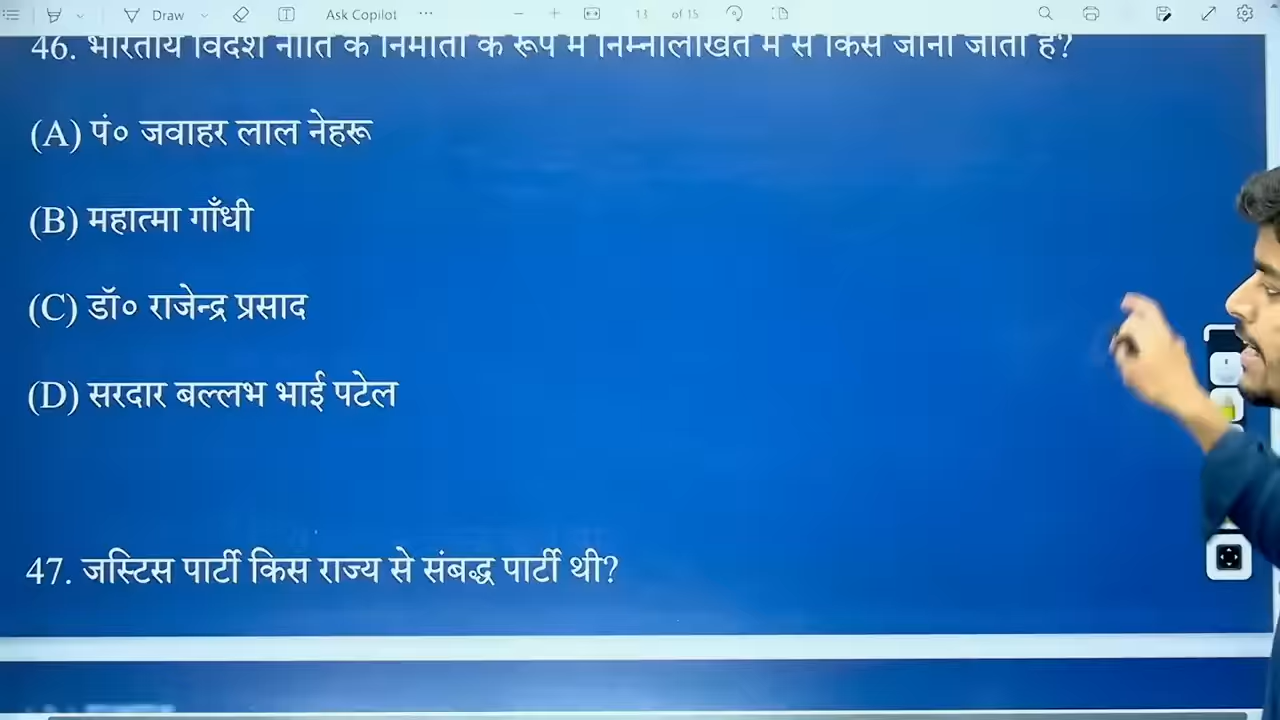 Draw
Ask Copilot
13 of 15
46. भारतीय विदेश नीति के निर्माता के रूप में निम्नलिखित में से किसे जाना जाता है?
(A) पं० जवाहर लाल नेहरू
(B) महात्मा गाँधी
(C) डॉ० राजेन्द्र प्रसाद
(D) सरदार बल्लभ भाई पटेल
47. जस्टिस पार्टी किस राज्य से संबद्ध पार्टी थी?